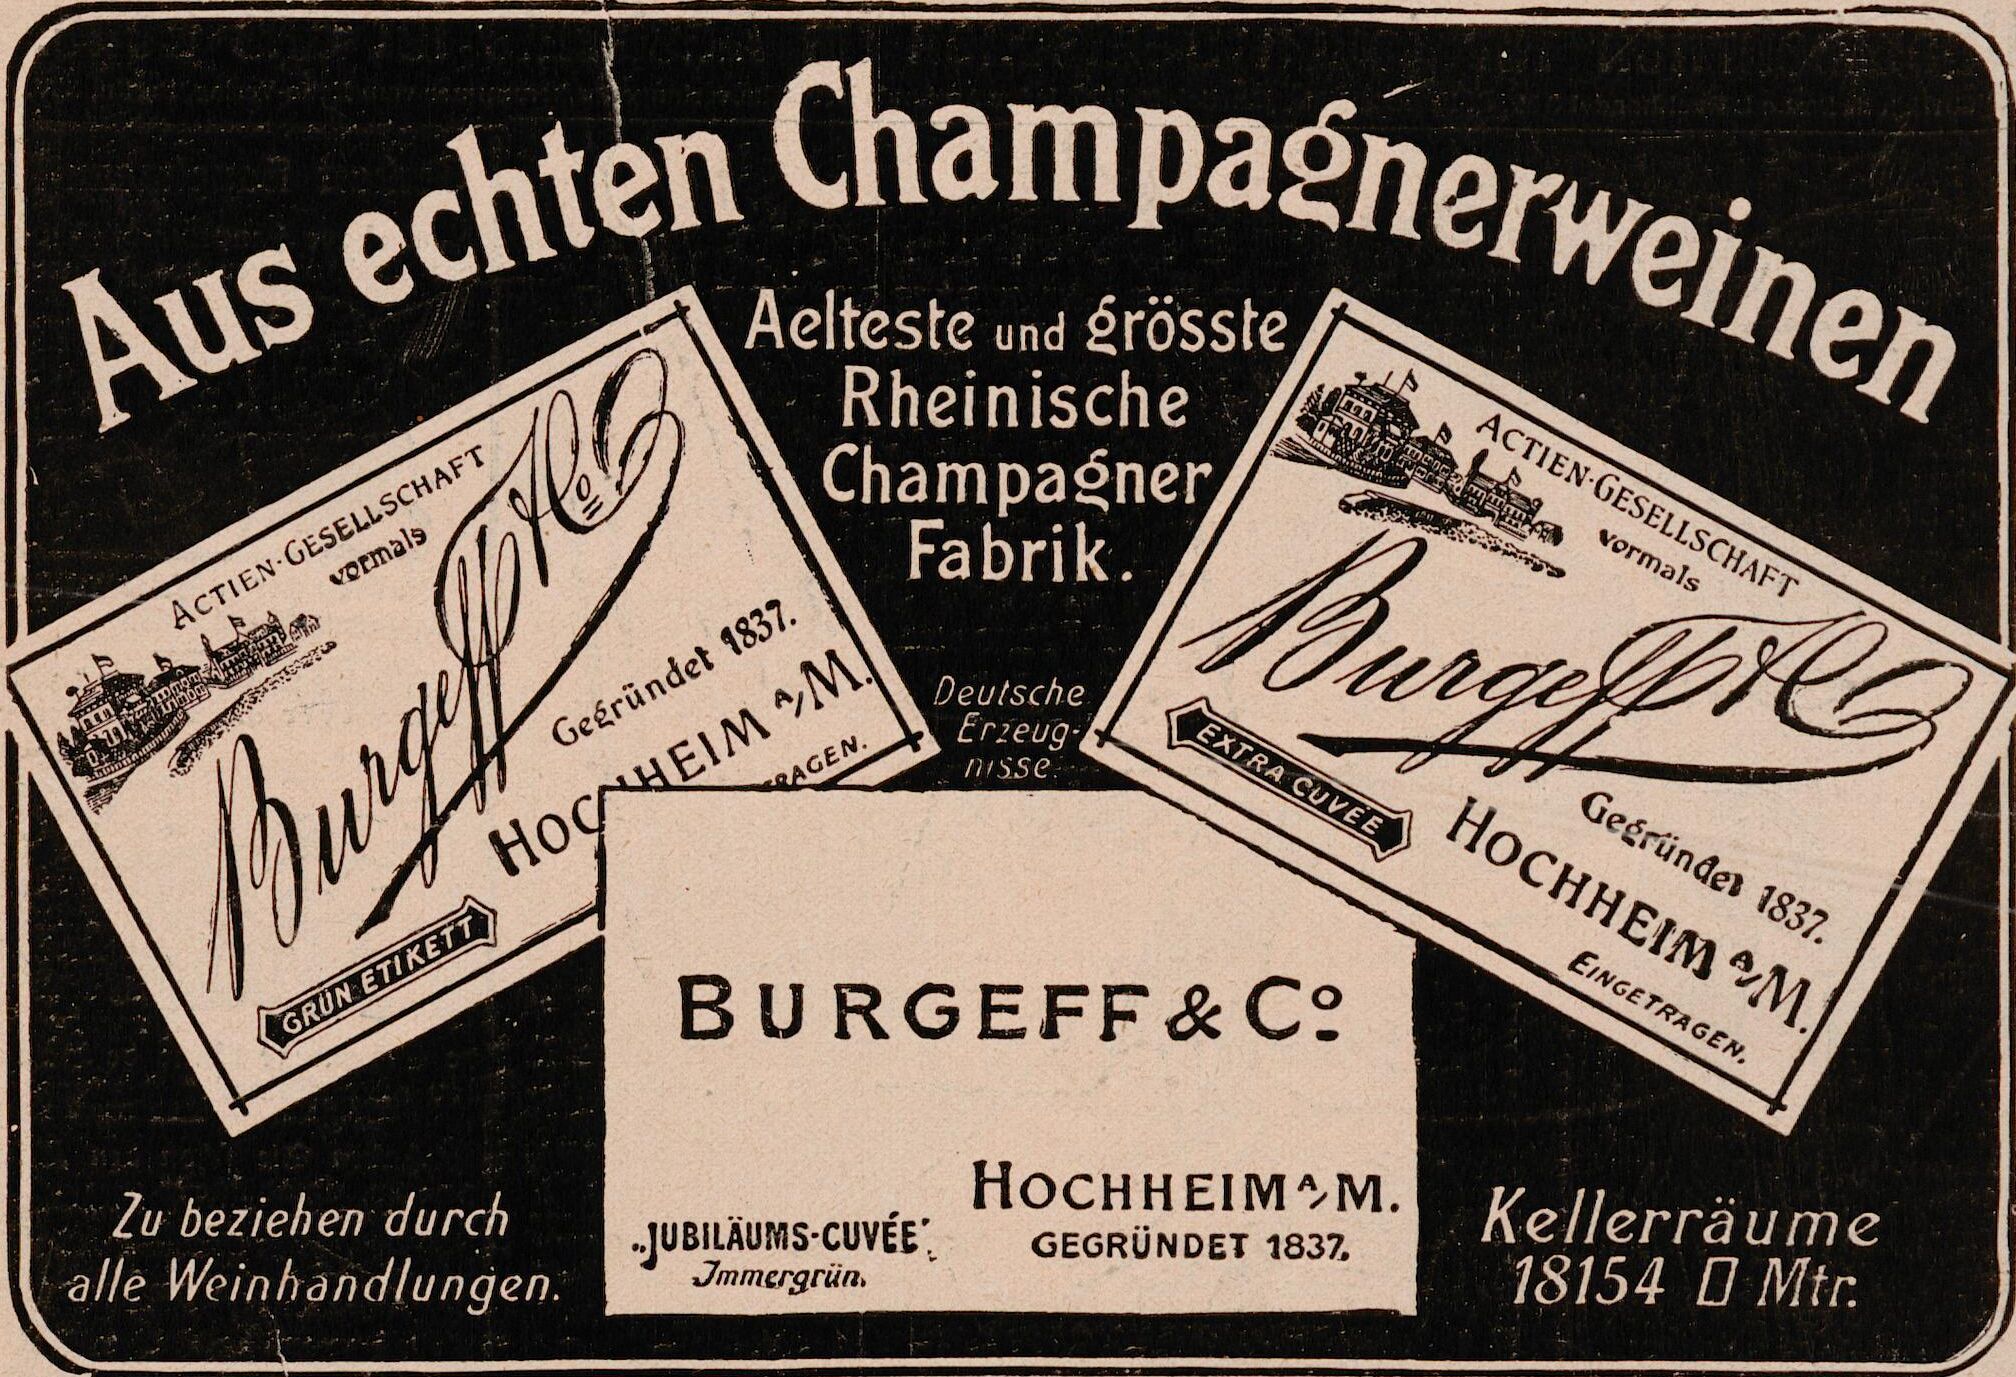 Aus echten Champagnerweinen
Aelteste und grösste
Rheinische
Champagner
Fabrik.
ACTIEN-GESELLSCHAFT
vormals
Burgeff & Co
Gegründet 1837.
HOCHHEIM A/M.
TRAGEN.
GRÜN ETIKETT
Deutsche
Erzeug-
nisse.
ACTIEN-GESELLSCHAFT
vormals
Burgeff & Co
EXTRA CUVÉE
Gegründet 1837.
HOCHHEIM A/M.
EINGETRAGEN.
BURGEFF & Co
HOCHHEIM A/M.
GEGRÜNDET 1837.
„JUBILÄUMS-CUVÉE“
Immergrün.
Zu beziehen durch
alle Weinhandlungen.
Kellerräume
18154 □ Mtr.